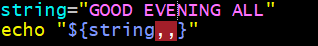 string="GOOD EVENING ALL"
echo "${string,,}"